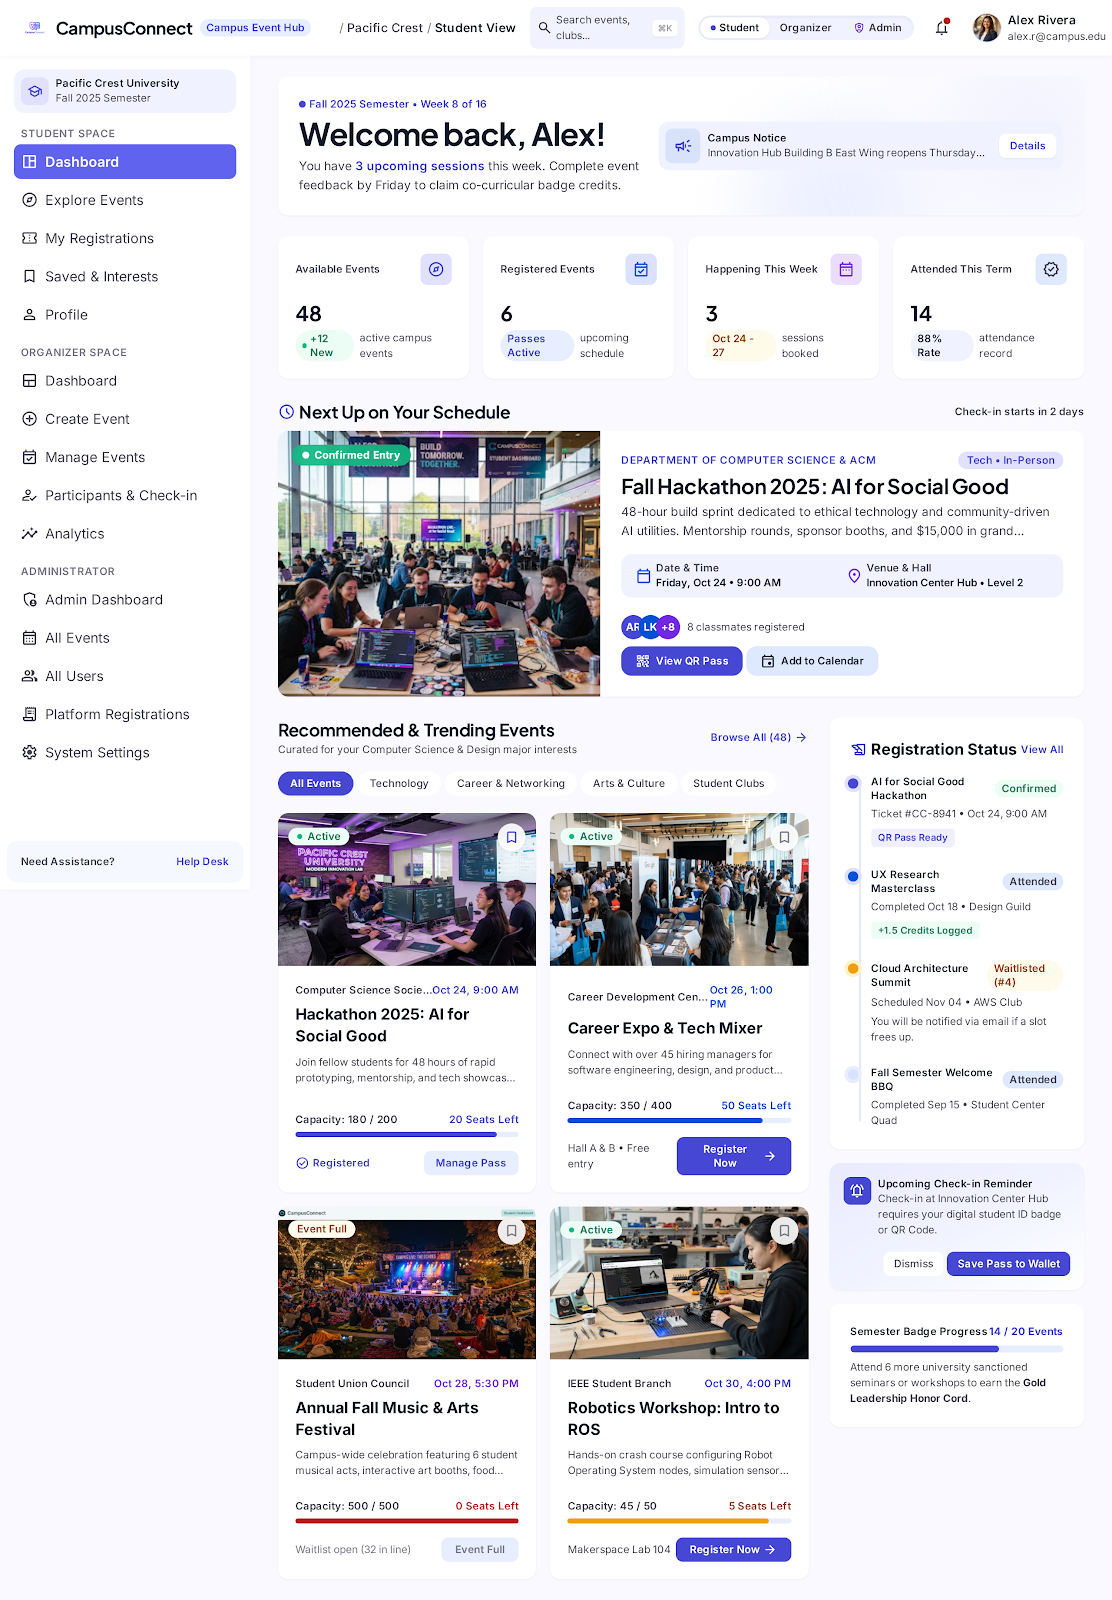 CampusConnect
Campus Event Hub
/ Pacific Crest / Student View
Search events, clubs...
⌘K
Student
Organizer
Admin
Alex Rivera
alex.r@campus.edu
Pacific Crest University
Fall 2025 Semester
STUDENT SPACE
Dashboard
Explore Events
My Registrations
Saved & Interests
Profile
ORGANIZER SPACE
Dashboard
Create Event
Manage Events
Participants & Check-in
Analytics
ADMINISTRATOR
Admin Dashboard
All Events
All Users
Platform Registrations
System Settings
Need Assistance?
Help Desk
Fall 2025 Semester • Week 8 of 16
Welcome back, Alex!
You have 3 upcoming sessions this week. Complete event
feedback by Friday to claim co-curricular badge credits.
Campus Notice
Innovation Hub Building B East Wing reopens Thursday...
Details
Available Events
48
+12 New
active campus events
Registered Events
6
Passes Active
upcoming schedule
Happening This Week
3
Oct 24 - 27
sessions booked
Attended This Term
14
88% Rate
attendance record
Next Up on Your Schedule
Check-in starts in 2 days
Confirmed Entry
BUILD
TOMORROW.
TOGETHER.
CAMPUSCONNECT
STUDENT DASHBOARD
DEPARTMENT OF COMPUTER SCIENCE & ACM
Tech • In-Person
Fall Hackathon 2025: AI for Social Good
48-hour build sprint dedicated to ethical technology and community-driven
AI utilities. Mentorship rounds, sponsor booths, and $15,000 in grand...
Date & Time
Friday, Oct 24 • 9:00 AM
Venue & Hall
Innovation Center Hub • Level 2
AR
LK
+8
8 classmates registered
View QR Pass
Add to Calendar
Recommended & Trending Events
Curated for your Computer Science & Design major interests
Browse All (48)
All Events
Technology
Career & Networking
Arts & Culture
Student Clubs
Active
PACIFIC CREST
UNIVERSITY
MODERN INNOVATION LAB
Computer Science Socie...
Oct 24, 9:00 AM
Hackathon 2025: AI for
Social Good
Join fellow students for 48 hours of rapid
prototyping, mentorship, and tech showcas...
Capacity: 180 / 200
20 Seats Left
Registered
Manage Pass
Active
Career Development Cen...
Oct 26, 1:00 PM
Career Expo & Tech Mixer
Connect with over 45 hiring managers for
software engineering, design, and product...
Capacity: 350 / 400
50 Seats Left
Hall A & B • Free entry
Register Now
CampusConnect
Event Full
Student Union Council
Oct 28, 5:30 PM
Annual Fall Music & Arts
Festival
Campus-wide celebration featuring 6 student
musical acts, interactive art booths, food...
Capacity: 500 / 500
0 Seats Left
Waitlist open (32 in line)
Event Full
Active
IEEE Student Branch
Oct 30, 4:00 PM
Robotics Workshop: Intro to
ROS
Hands-on crash course configuring Robot
Operating System nodes, simulation sensor...
Capacity: 45 / 50
5 Seats Left
Makerspace Lab 104
Register Now
Registration Status
View All
AI for Social Good
Hackathon
Confirmed
Ticket #CC-8941 • Oct 24, 9:00 AM
QR Pass Ready
UX Research
Masterclass
Attended
Completed Oct 18 • Design Guild
+1.5 Credits Logged
Cloud Architecture
Summit
Waitlisted (#4)
Scheduled Nov 04 • AWS Club
You will be notified via email if a slot
frees up.
Fall Semester Welcome
BBQ
Attended
Completed Sep 15 • Student Center
Quad
Upcoming Check-in Reminder
Check-in at Innovation Center Hub
requires your digital student ID badge
or QR Code.
Dismiss
Save Pass to Wallet
Semester Badge Progress
14 / 20 Events
Attend 6 more university sanctioned
seminars or workshops to earn the Gold
Leadership Honor Cord.